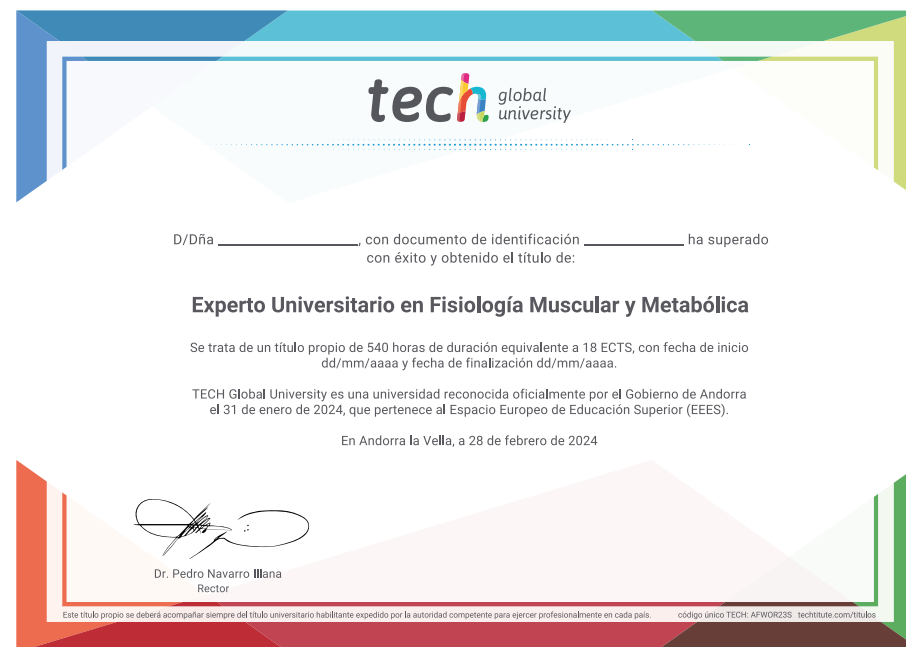 tech global university
D/Dña ____________________, con documento de identificación ______________ ha superado
con éxito y obtenido el título de:
Experto Universitario en Fisiología Muscular y Metabólica
Se trata de un título propio de 540 horas de duración equivalente a 18 ECTS, con fecha de inicio
dd/mm/aaaa y fecha de finalización dd/mm/aaaa.
TECH Global University es una universidad reconocida oficialmente por el Gobierno de Andorra
el 31 de enero de 2024, que pertenece al Espacio Europeo de Educación Superior (EEES).
En Andorra la Vella, a 28 de febrero de 2024
Dr. Pedro Navarro Illana
Rector
Este título propio se deberá acompañar siempre del título universitario habilitante expedido por la autoridad competente para ejercer profesionalmente en cada país. código único TECH: AFWOR23S techtitute.com/titulos